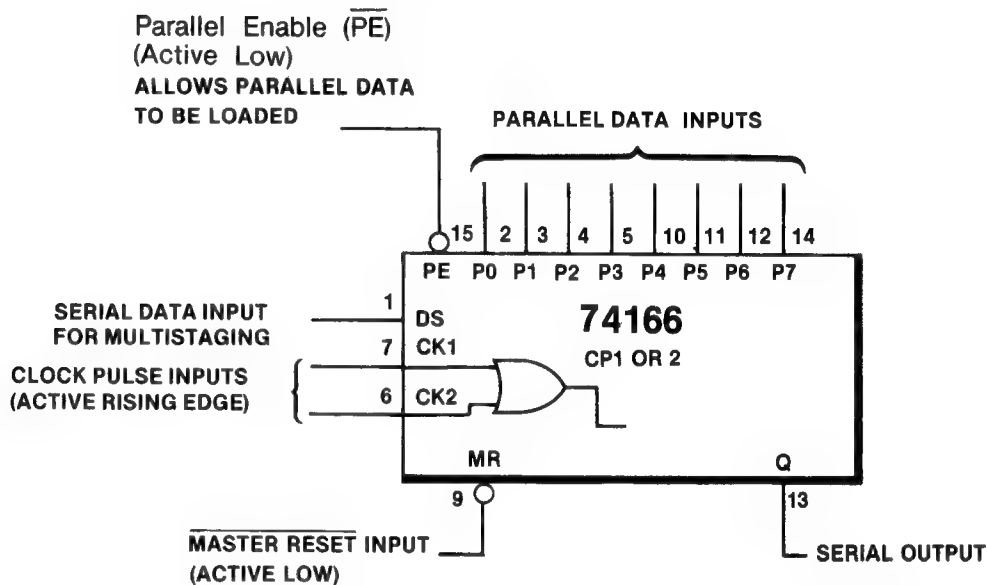 Parallel Enable (P̅E̅)
(Active Low)
ALLOWS PARALLEL DATA
TO BE LOADED
PARALLEL DATA INPUTS
15 2 3 4 5 10 11 12 14
PE P0 P1 P2 P3 P4 P5 P6 P7
1
SERIAL DATA INPUT
FOR MULTISTAGING
DS
74166
7 CK1
CP1 OR 2
CLOCK PULSE INPUTS
(ACTIVE RISING EDGE)
6 CK2
MR
Q
9
13
M̅A̅S̅T̅E̅R̅ R̅E̅S̅E̅T̅ INPUT
(ACTIVE LOW)
SERIAL OUTPUT